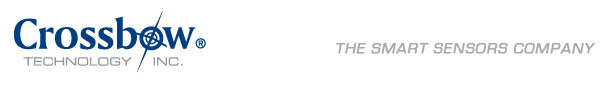 Crossbow®
TECHNOLOGY INC.
THE SMART SENSORS COMPANY